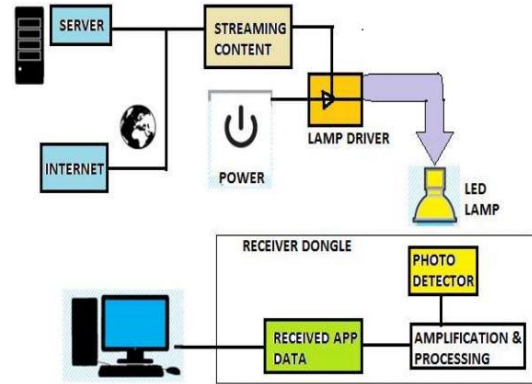 SERVER
STREAMING
CONTENT
INTERNET
POWER
LAMP DRIVER
LED
LAMP
RECEIVER DONGLE
PHOTO
DETECTOR
RECEIVED APP
DATA
AMPLIFICATION &
PROCESSING